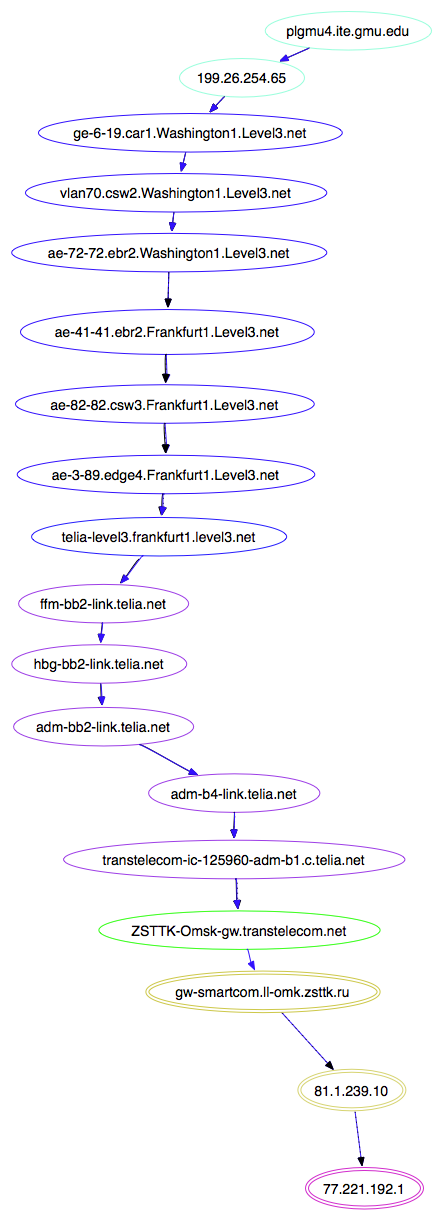 plgmu4.ite.gmu.edu
199.26.254.65
ge-6-19.car1.Washington1.Level3.net
vlan70.csw2.Washington1.Level3.net
ae-72-72.ebr2.Washington1.Level3.net
ae-41-41.ebr2.Frankfurt1.Level3.net
ae-82-82.csw3.Frankfurt1.Level3.net
ae-3-89.edge4.Frankfurt1.Level3.net
telia-level3.frankfurt1.level3.net
ffm-bb2-link.telia.net
hbg-bb2-link.telia.net
adm-bb2-link.telia.net
adm-b4-link.telia.net
transtelecom-ic-125960-adm-b1.c.telia.net
ZSTTK-Omsk-gw.transtelecom.net
gw-smartcom.ll-omk.zsttk.ru
81.1.239.10
77.221.192.1